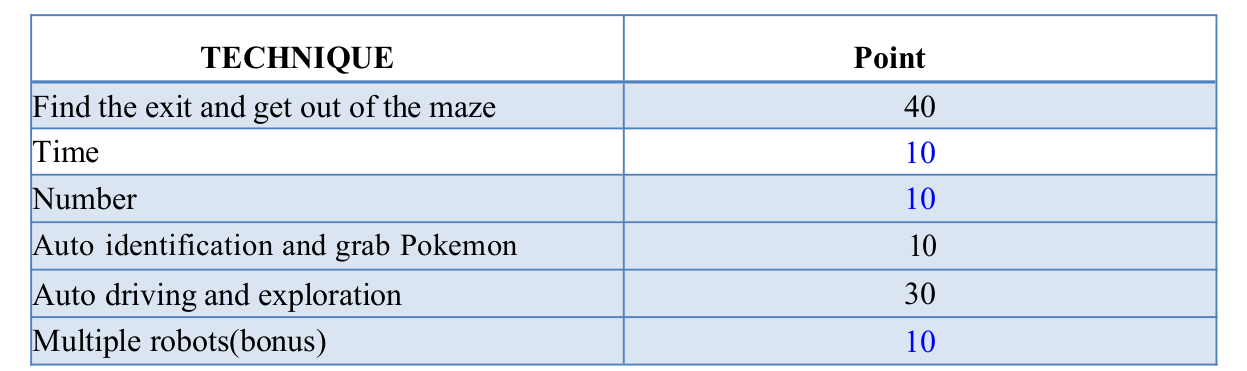 TECHNIQUE Point
Find the exit and get out of the maze 40
Time 10
Number 10
Auto identification and grab Pokemon 10
Auto driving and exploration 30
Multiple robots(bonus) 10